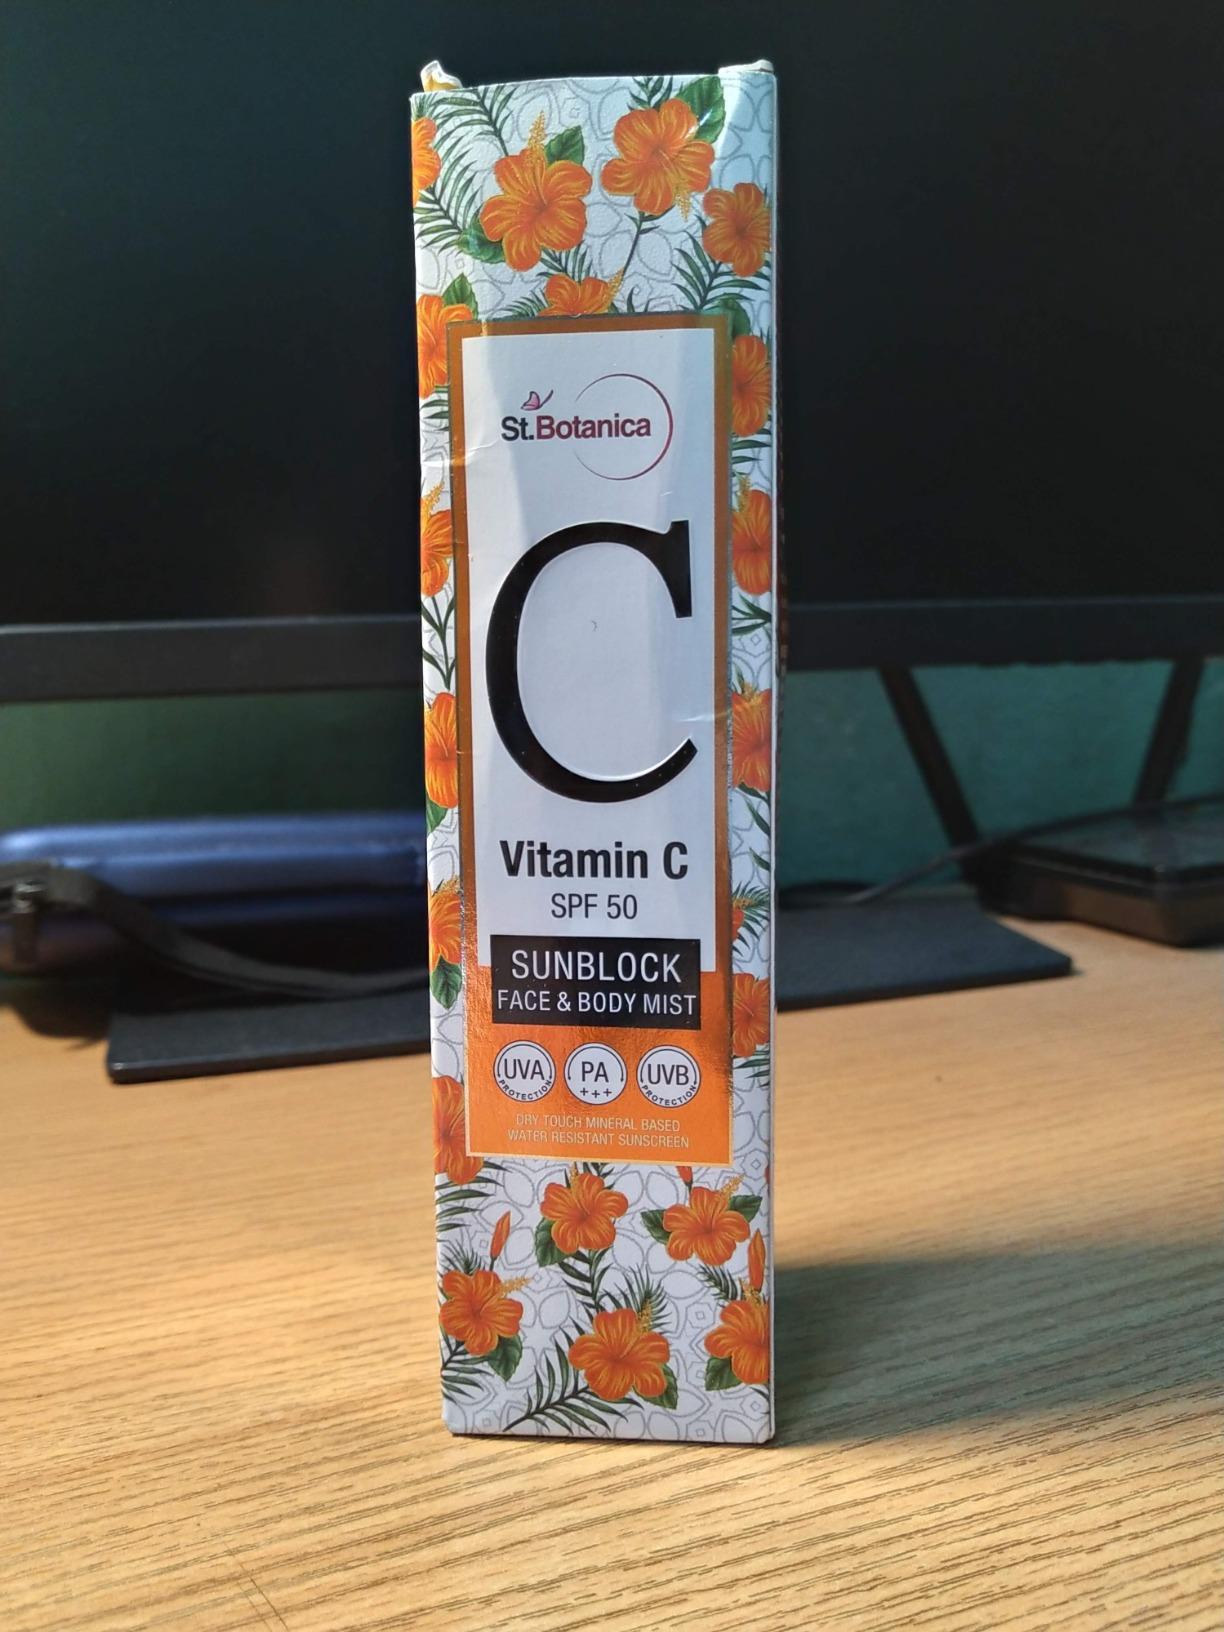 St.Botanica
C
Vitamin C
SPF 50
SUNBLOCK
FACE & BODY MIST
UVA PROTECTION
PA +++
UVB PROTECTION
DRY TOUCH MINERAL BASED
WATER RESISTANT SUNSCREEN